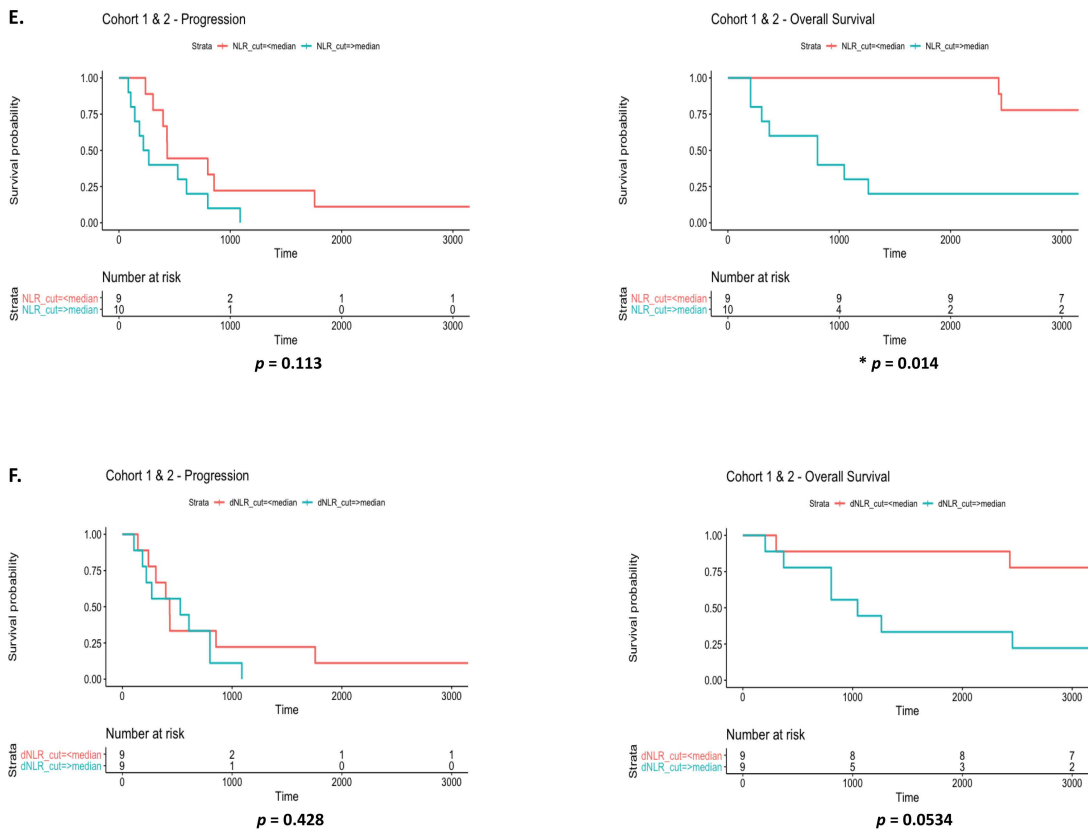 E.
Cohort 1 & 2 - Progression
Strata NLR_cut=<median NLR_cut=>median
Survival probability
1.00
0.75
0.50
0.25
0.00
0 1000 2000 3000
Time
Number at risk
Strata
NLR_cut=<median 9 2 1 1
NLR_cut=>median 10 1 0 0
0 1000 2000 3000
Time
p = 0.113
Cohort 1 & 2 - Overall Survival
Strata NLR_cut=<median NLR_cut=>median
Survival probability
1.00
0.75
0.50
0.25
0.00
0 1000 2000 3000
Time
Number at risk
Strata
NLR_cut=<median 9 9 9 7
NLR_cut=>median 10 4 2 2
0 1000 2000 3000
Time
* p = 0.014
F.
Cohort 1 & 2 - Progression
Strata dNLR_cut=<median dNLR_cut=>median
Survival probability
1.00
0.75
0.50
0.25
0.00
0 1000 2000 3000
Time
Number at risk
Strata
dNLR_cut=<median 9 2 1 1
dNLR_cut=>median 9 1 0 0
0 1000 2000 3000
Time
p = 0.428
Cohort 1 & 2 - Overall Survival
Strata dNLR_cut=<median dNLR_cut=>median
Survival probability
1.00
0.75
0.50
0.25
0.00
0 1000 2000 3000
Time
Number at risk
Strata
dNLR_cut=<median 9 8 8 7
dNLR_cut=>median 9 5 3 2
0 1000 2000 3000
Time
p = 0.0534